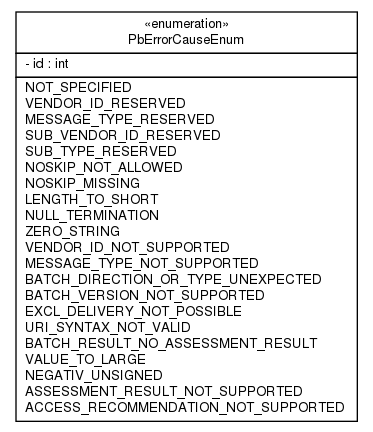 «enumeration»
PbErrorCauseEnum
- id : int
NOT_SPECIFIED
VENDOR_ID_RESERVED
MESSAGE_TYPE_RESERVED
SUB_VENDOR_ID_RESERVED
SUB_TYPE_RESERVED
NOSKIP_NOT_ALLOWED
NOSKIP_MISSING
LENGTH_TO_SHORT
NULL_TERMINATION
ZERO_STRING
VENDOR_ID_NOT_SUPPORTED
MESSAGE_TYPE_NOT_SUPPORTED
BATCH_DIRECTION_OR_TYPE_UNEXPECTED
BATCH_VERSION_NOT_SUPPORTED
EXCL_DELIVERY_NOT_POSSIBLE
URI_SYNTAX_NOT_VALID
BATCH_RESULT_NO_ASSESSMENT_RESULT
VALUE_TO_LARGE
NEGATIV_UNSIGNED
ASSESSMENT_RESULT_NOT_SUPPORTED
ACCESS_RECOMMENDATION_NOT_SUPPORTED